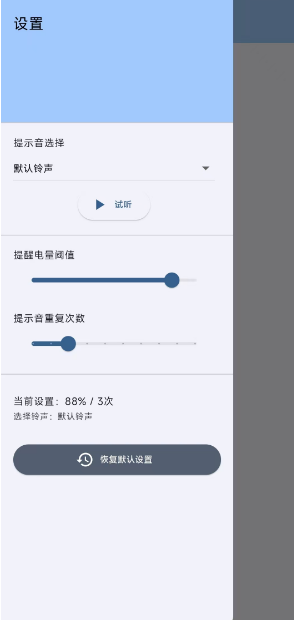 设置
提示音选择
默认铃声
试听
提醒电量阈值
提示音重复次数
当前设置：88% / 3次
选择铃声：默认铃声
恢复默认设置